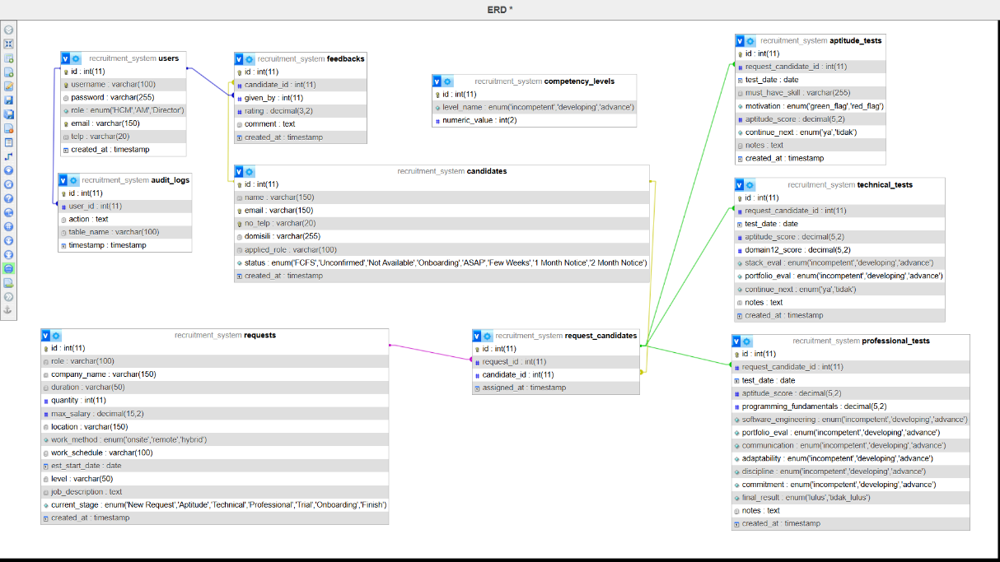 ERD *
recruitment_system users
id : int(11)
username : varchar(100)
password : varchar(255)
role : enum('HCM','AM','Director')
email : varchar(150)
telp : varchar(20)
created_at : timestamp
recruitment_system audit_logs
id : int(11)
user_id : int(11)
action : text
table_name : varchar(100)
timestamp : timestamp
recruitment_system feedbacks
id : int(11)
candidate_id : int(11)
given_by : int(11)
rating : decimal(3,2)
comment : text
created_at : timestamp
recruitment_system competency_levels
id : int(11)
level_name : enum('incompetent','developing','advance')
numeric_value : int(2)
recruitment_system candidates
id : int(11)
name : varchar(150)
email : varchar(150)
no_telp : varchar(20)
domisili : varchar(255)
applied_role : varchar(100)
status : enum('FCFS','Unconfirmed','Not Available','Onboarding','ASAP','Few Weeks','1 Month Notice','2 Month Notice')
created_at : timestamp
recruitment_system aptitude_tests
id : int(11)
request_candidate_id : int(11)
test_date : date
must_have_skill : varchar(255)
motivation : enum('green_flag','red_flag')
aptitude_score : decimal(5,2)
continue_next : enum('ya','tidak')
notes : text
created_at : timestamp
recruitment_system technical_tests
id : int(11)
request_candidate_id : int(11)
test_date : date
aptitude_score : decimal(5,2)
domain12_score : decimal(5,2)
stack_eval : enum('incompetent','developing','advance')
portfolio_eval : enum('incompetent','developing','advance')
continue_next : enum('ya','tidak')
notes : text
created_at : timestamp
recruitment_system requests
id : int(11)
role : varchar(100)
company_name : varchar(150)
duration : varchar(50)
quantity : int(11)
max_salary : decimal(15,2)
location : varchar(150)
work_method : enum('onsite','remote','hybrid')
work_schedule : varchar(100)
est_start_date : date
level : varchar(50)
job_description : text
current_stage : enum('New Request','Aptitude','Technical','Professional','Trial','Onboarding','Finish')
created_at : timestamp
recruitment_system request_candidates
id : int(11)
request_id : int(11)
candidate_id : int(11)
assigned_at : timestamp
recruitment_system professional_tests
id : int(11)
request_candidate_id : int(11)
test_date : date
aptitude_score : decimal(5,2)
programming_fundamentals : decimal(5,2)
software_engineering : enum('incompetent','developing','advance')
portfolio_eval : enum('incompetent','developing','advance')
communication : enum('incompetent','developing','advance')
adaptability : enum('incompetent','developing','advance')
discipline : enum('incompetent','developing','advance')
commitment : enum('incompetent','developing','advance')
final_result : enum('lulus','tidak_lulus')
notes : text
created_at : timestamp